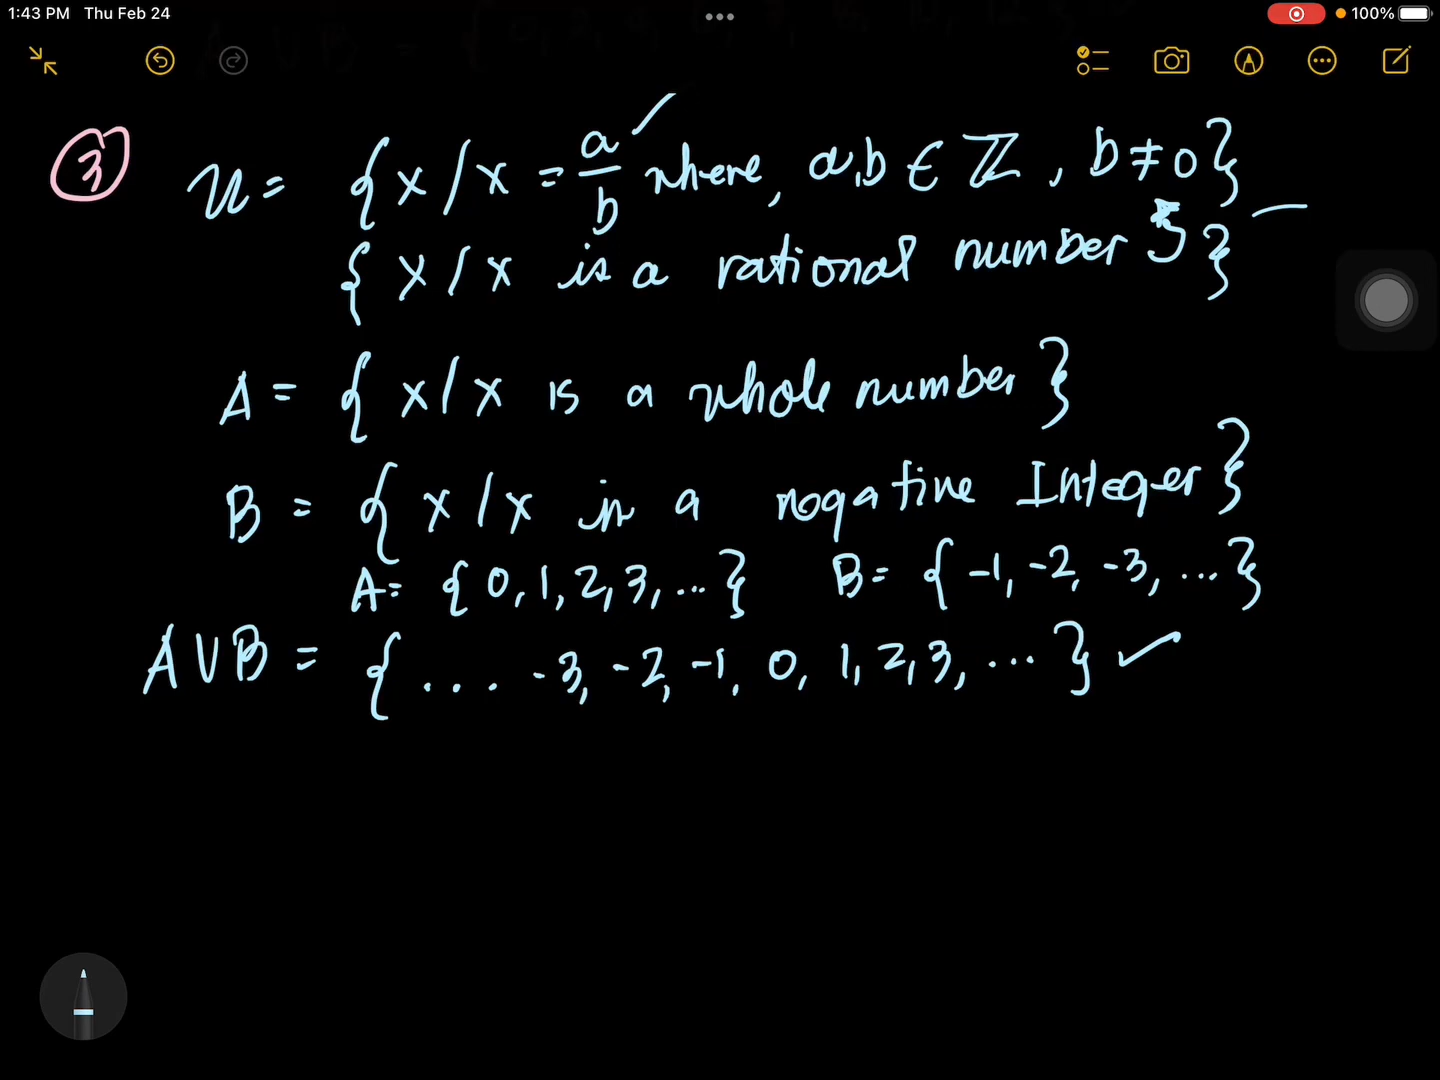 1:43 PM Thu Feb 24 100%
③ U = {x/x = a/b where, a,b ∈ ℤ, b≠0}
{x/x is a rational number }
A = {x/x is a whole number}
B = {x/x is a negative Integer}
A = {0, 1, 2, 3, ...} B = {-1, -2, -3, ...}
A∪B = {.... -3, -2, -1, 0, 1, 2, 3, ...} ✓